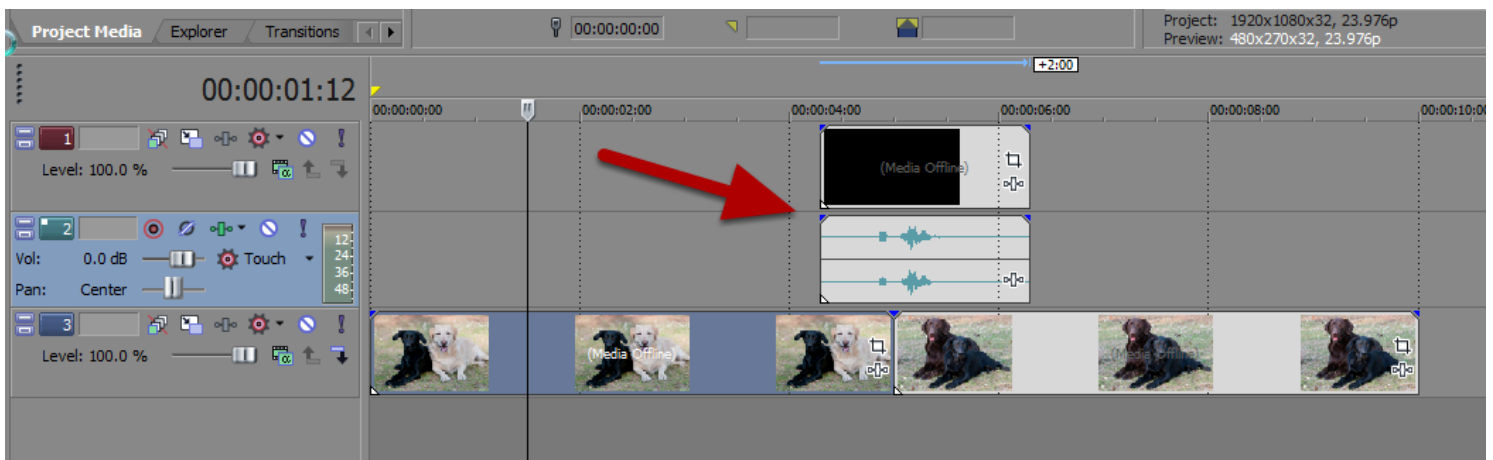 Project Media Explorer Transitions
00:00:00:00
Project: 1920x1080x32, 23.976p
Preview: 480x270x32, 23.976p
+2:00
00:00:01:12
00:00:00:00 00:00:02:00 00:00:04:00 00:00:06:00 00:00:08:00 00:00:10:0
1
Level: 100.0 %
(Media Offline)
2
12
Vol: 0.0 dB Touch 24
36
Pan: Center 48
3
Level: 100.0 %
(Media Offline) (Media Offline)